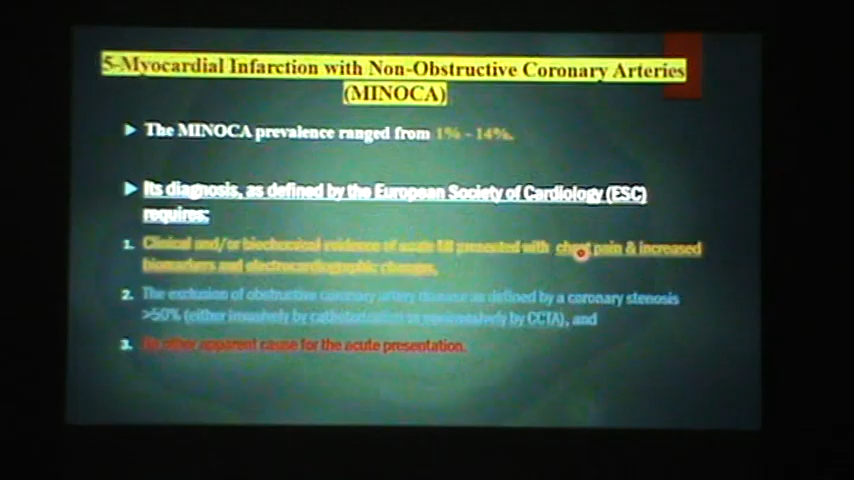 5-Myocardial Infarction with Non-Obstructive Coronary Arteries
(MINOCA)
The MINOCA prevalence ranged from 1% - 14%.
Its diagnosis, as defined by the European Society of Cardiology (ESC)
requires:
1. Clinical and/or biochemical evidence of acute MI presented with chest pain & increased
biomarkers and electrocardiographic changes,
2. The exclusion of obstructive coronary artery disease as defined by a coronary stenosis
>50% (either invasively by catheterization or noninvasively by CCTA), and
3. No other apparent cause for the acute presentation.